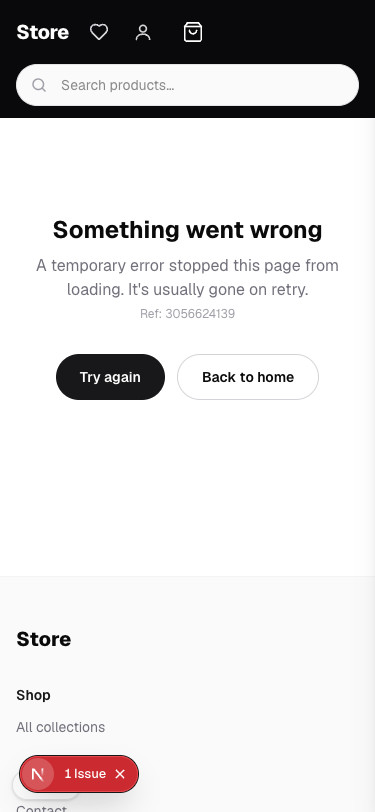 Store
Search products...
Something went wrong
A temporary error stopped this page from
loading. It's usually gone on retry.
Ref: 3056624139
Try again
Back to home
Store
Shop
All collections
N 1 Issue
Contact